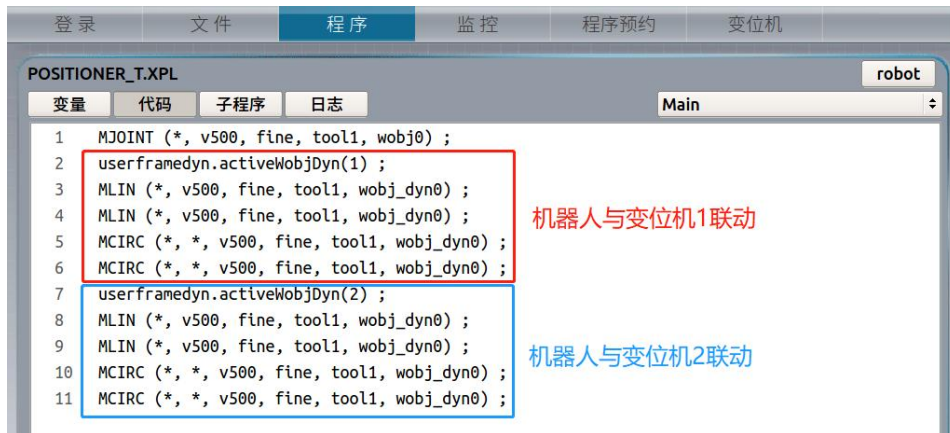 登录 文件 程序 监控 程序预约 变位机
POSITIONER_T.XPL robot
变量 代码 子程序 日志 Main
1 MJOINT (*, v500, fine, tool1, wobj0) ;
2 userframedyn.activeWobjDyn(1) ;
3 MLIN (*, v500, fine, tool1, wobj_dyn0) ;
4 MLIN (*, v500, fine, tool1, wobj_dyn0) ;
机器人与变位机1联动
5 MCIRC (*, *, v500, fine, tool1, wobj_dyn0) ;
6 MCIRC (*, *, v500, fine, tool1, wobj_dyn0) ;
7 userframedyn.activeWobjDyn(2) ;
8 MLIN (*, v500, fine, tool1, wobj_dyn0) ;
9 MLIN (*, v500, fine, tool1, wobj_dyn0) ;
机器人与变位机2联动
10 MCIRC (*, *, v500, fine, tool1, wobj_dyn0) ;
11 MCIRC (*, *, v500, fine, tool1, wobj_dyn0) ;